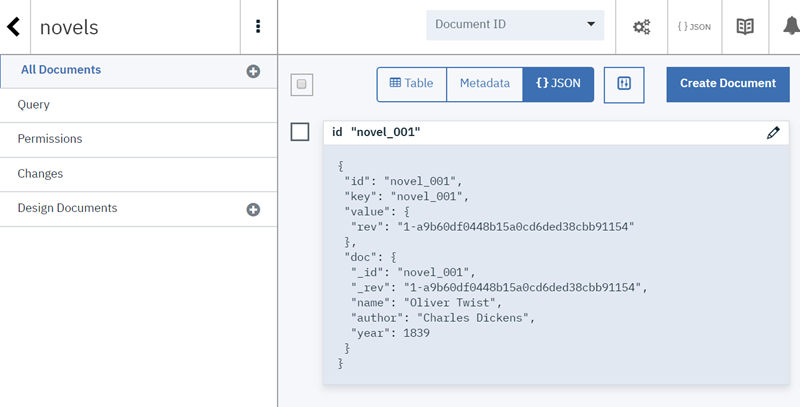 novels
Document ID
{ } JSON
All Documents
Query
Permissions
Changes
Design Documents
Table
Metadata
{} JSON
Create Document
id "novel_001"
{
"id": "novel_001",
"key": "novel_001",
"value": {
"rev": "1-a9b60df0448b15a0cd6ded38cbb91154"
},
"doc": {
"_id": "novel_001",
"_rev": "1-a9b60df0448b15a0cd6ded38cbb91154",
"name": "Oliver Twist",
"author": "Charles Dickens",
"year": 1839
}
}